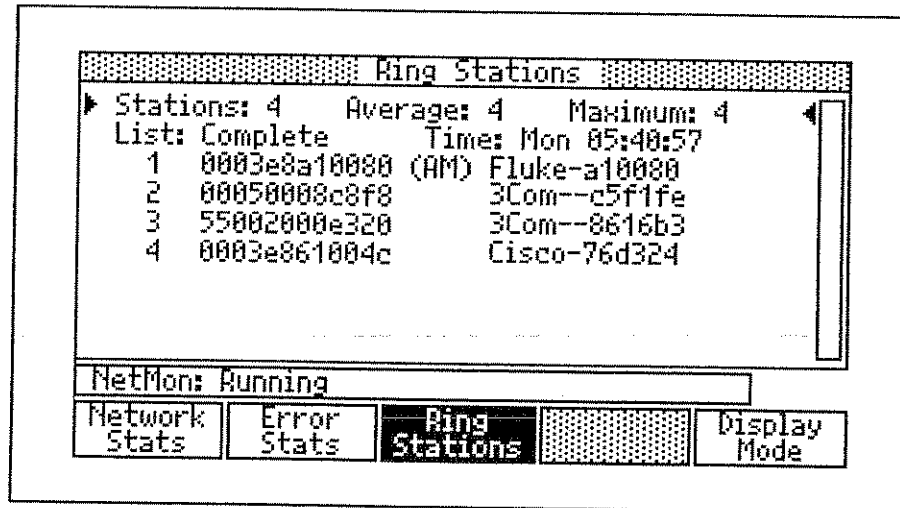 Ring Stations
Stations: 4 Average: 4 Maximum: 4
List: Complete Time: Mon 05:40:57
1 0003e8a10080 (AM) Fluke-a10080
2 00050008c8f8 3Com--c5f1fe
3 55002000e320 3Com--8616b3
4 0003e861004c Cisco-76d324
NetMon: Running
Network Stats
Error Stats
Ring Stations
Display Mode